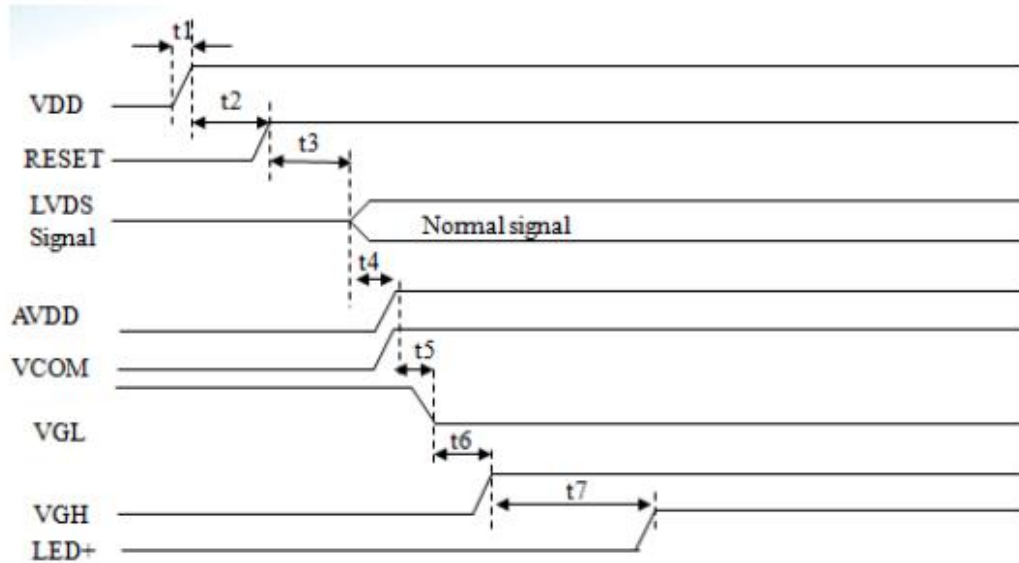 t1
VDD
t2
RESET
t3
LVDS
Signal
Normal signal
t4
AVDD
VCOM
t5
VGL
t6
VGH
t7
LED+